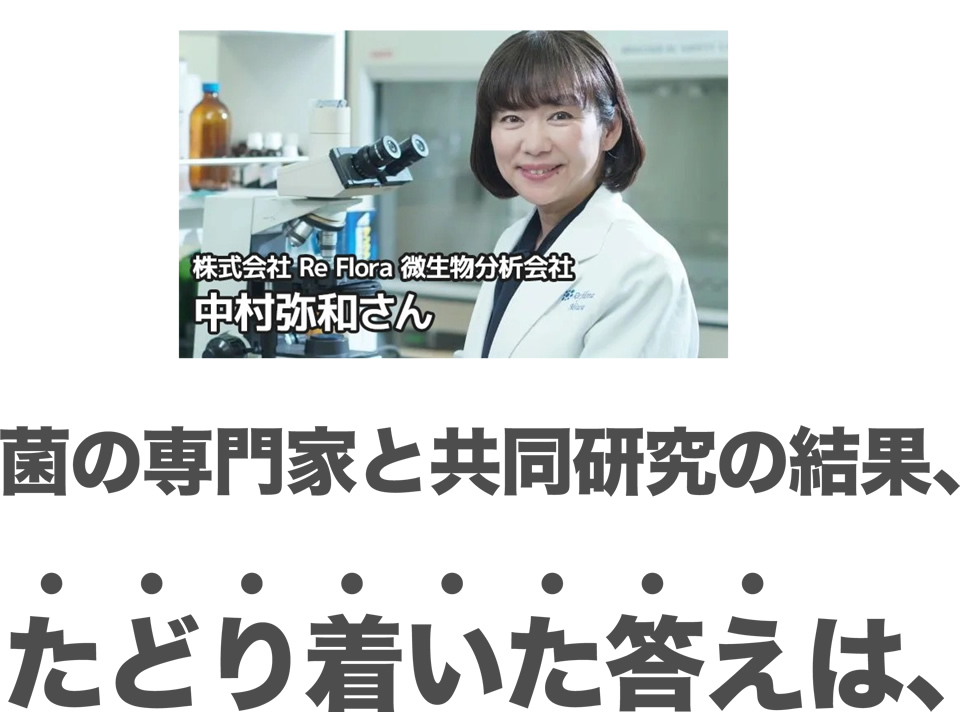 株式会社 Re Flora 微生物分析会社
中村弥和さん
菌の専門家と共同研究の結果、
たどり着いた答えは、